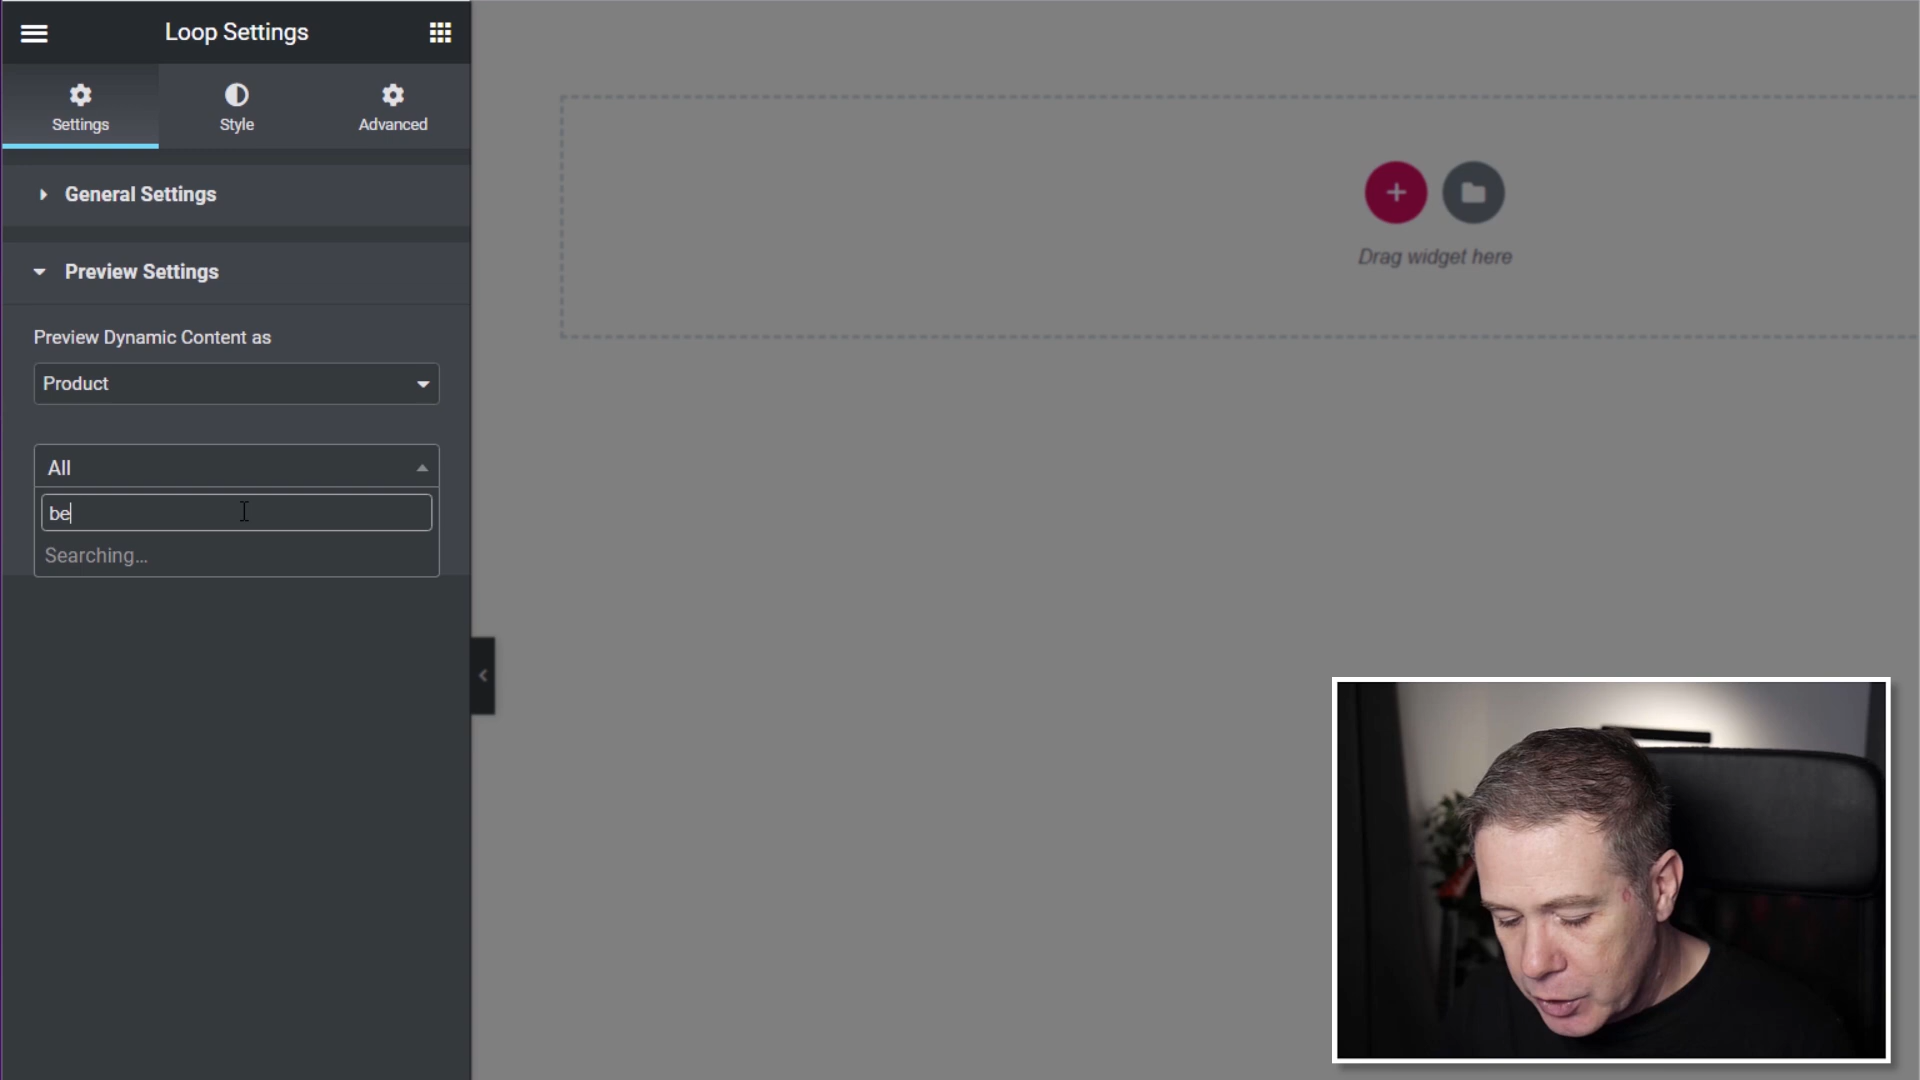 Loop Settings
Settings
Style
Advanced
General Settings
Preview Settings
Preview Dynamic Content as
Product
All
be
Searching…
Drag widget here